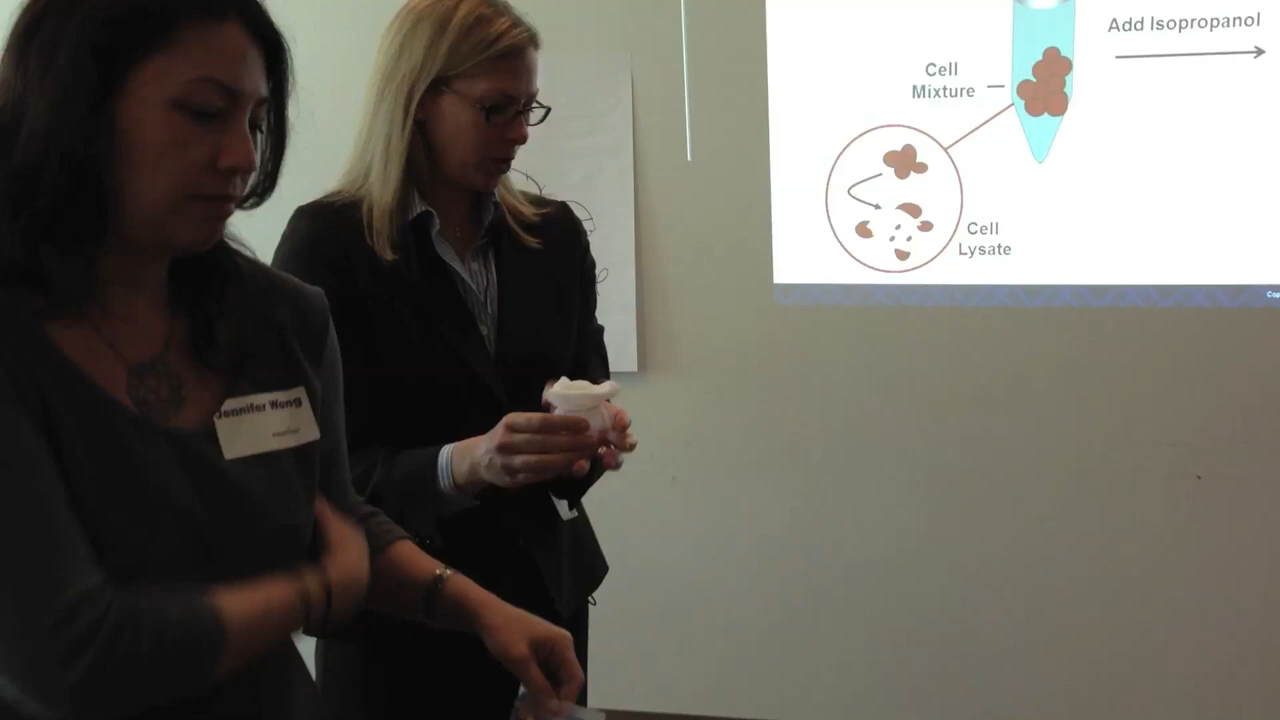 Add Isopropanol
Cell
Mixture
Cell
Lysate
Jennifer Wong